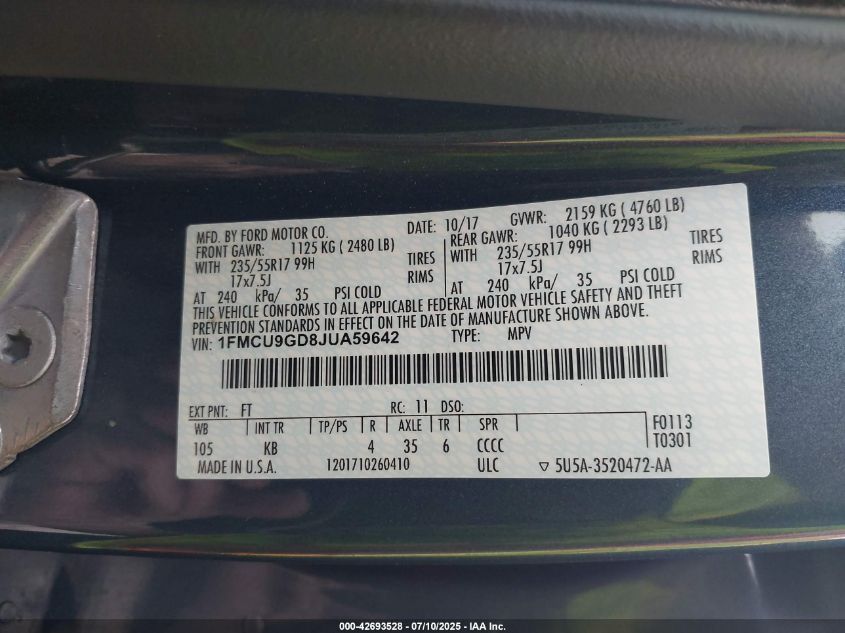 MFD. BY FORD MOTOR CO. DATE: 10/17 GVWR: 2159 KG ( 4760 LB)
FRONT GAWR: 1125 KG ( 2480 LB) REAR GAWR: 1040 KG ( 2293 LB)
WITH 235/55R17 99H TIRES WITH 235/55R17 99H TIRES
17x7.5J RIMS 17x7.5J RIMS
AT 240 kPa/ 35 PSI COLD AT 240 kPa/ 35 PSI COLD
THIS VEHICLE CONFORMS TO ALL APPLICABLE FEDERAL MOTOR VEHICLE SAFETY AND THEFT
PREVENTION STANDARDS IN EFFECT ON THE DATE OF MANUFACTURE SHOWN ABOVE.
VIN: 1FMCU9GD8JUA59642 TYPE: MPV
EXT PNT: FT RC: 11 DSO:
WB INT TR TP/PS R AXLE TR SPR F0113
105 KB 4 35 6 CCCC T0301
MADE IN U.S.A. 1201710260410 ULC ▽ 5U5A-3520472-AA
000-42693528 - 07/10/2025 - IAA Inc.